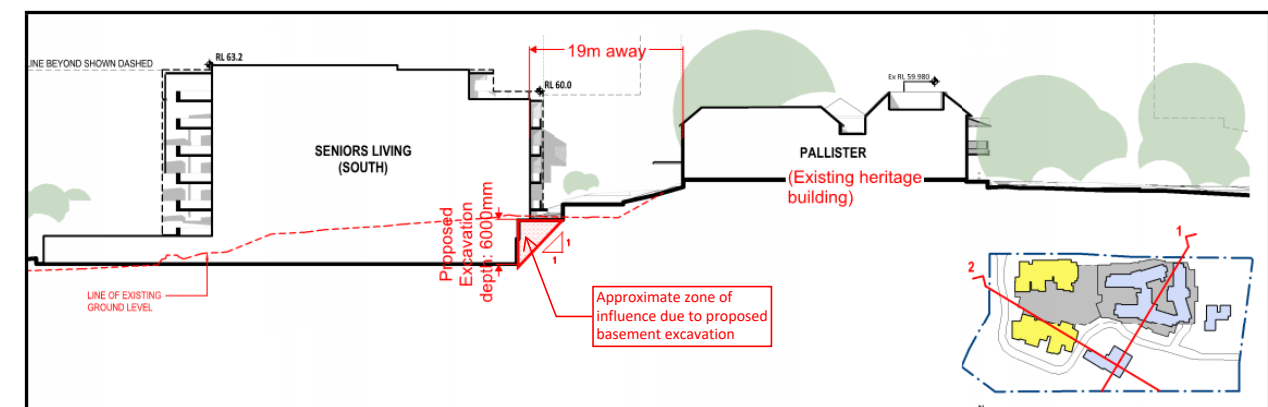 RL 63.2
LINE BEYOND SHOWN DASHED
19m away
RL 60.0
Ex RL 59.980
SENIORS LIVING
(SOUTH)
PALLISTER
(Existing heritage
building)
Proposed
Excavation
depth: 6000mm
1
1
LINE OF EXISTING
GROUND LEVEL
Approximate zone of
influence due to proposed
basement excavation
1
2